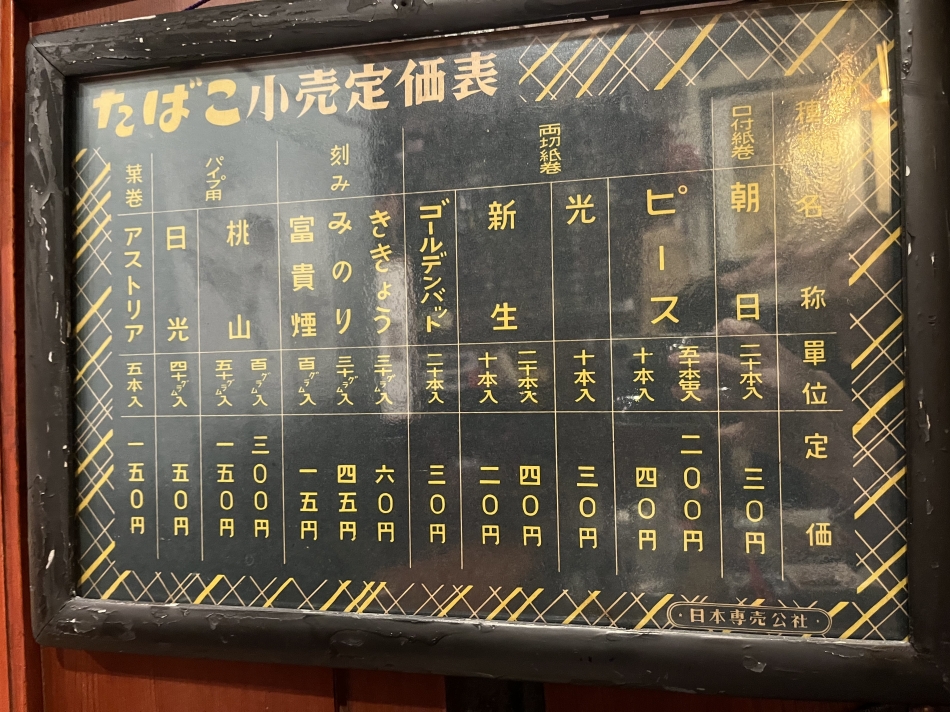 たばこ小売定価表
種名称
單位
定価
口付紙巻
朝日
二十本入
三〇円
両切紙巻
ピース
五十本入
二〇〇円
十本入
四〇円
光
十本入
三〇円
新生
二十本入
四〇円
十本入
二〇円
ゴールデンバット
二十本入
三〇円
刻み
ききょう
三十グラム入
六〇円
みのり
三十グラム入
四五円
富貴煙
百グラム入
一五円
パイプ用
桃山
百グラム入
三〇〇円
五十グラム入
一五〇円
日光
四十グラム入
五〇円
葉巻
アストリア
五本入
一五〇円
・日本専売公社・